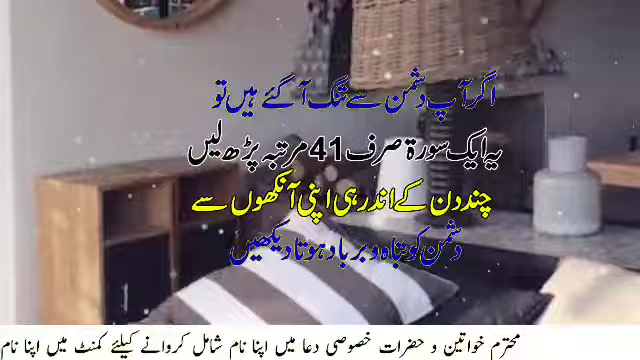 اگر آپ دشمن سے تنگ آ گئے ہیں تو
یہ ایک سورۃ صرف 41 مرتبہ پڑھ لیں
چند دن کے اندر ہی اپنی آنکھوں سے
دشمن کو تباہ و برباد ہوتا دیکھیں
محترم خواتین و حضرات خصوصی دعا میں اپنا نام شامل کروانے کیلئے کمنٹ میں اپنا نام